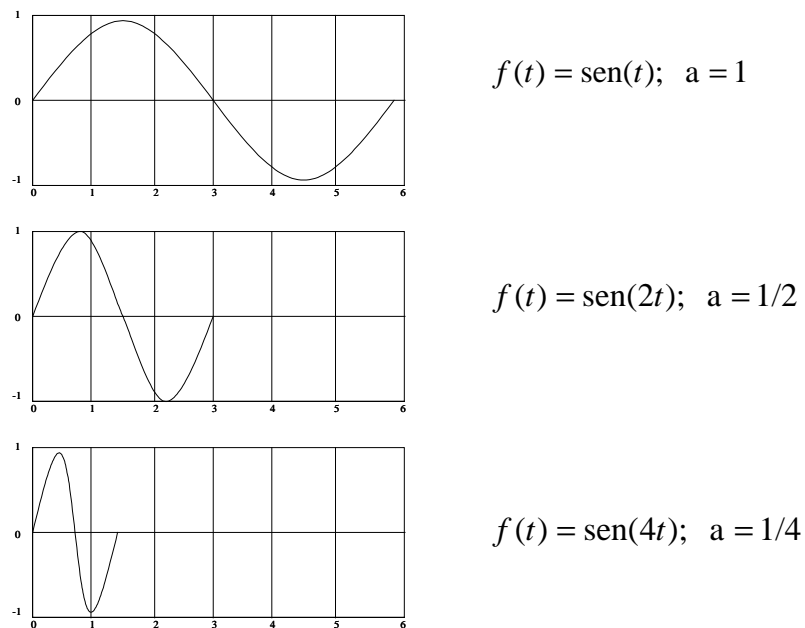 1
0
-1
0 1 2 3 4 5 6
f(t) = sen(t); a = 1
1
0
-1
0 1 2 3 4 5 6
f(t) = sen(2t); a = 1/2
1
0
-1
0 1 2 3 4 5 6
f(t) = sen(4t); a = 1/4